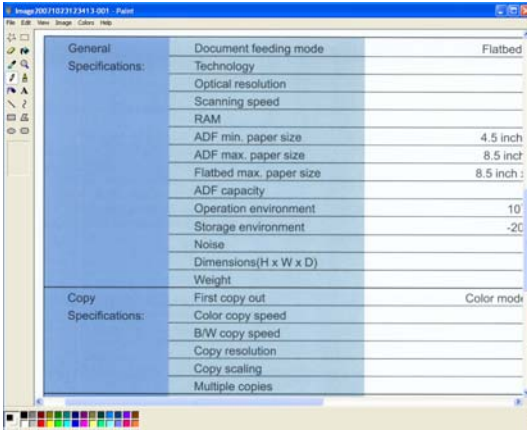 Image20071023123413-001 - Paint
File Edit View Image Colors Help
General Document feeding mode Flatbed
Specifications: Technology
Optical resolution
Scanning speed
RAM
ADF min. paper size 4.5 inch
ADF max. paper size 8.5 inch
Flatbed max. paper size 8.5 inch
ADF capacity
Operation environment 10
Storage environment -20
Noise
Dimensions(H x W x D)
Weight
Copy First copy out Color mode
Specifications: Color copy speed
B/W copy speed
Copy resolution
Copy scaling
Multiple copies